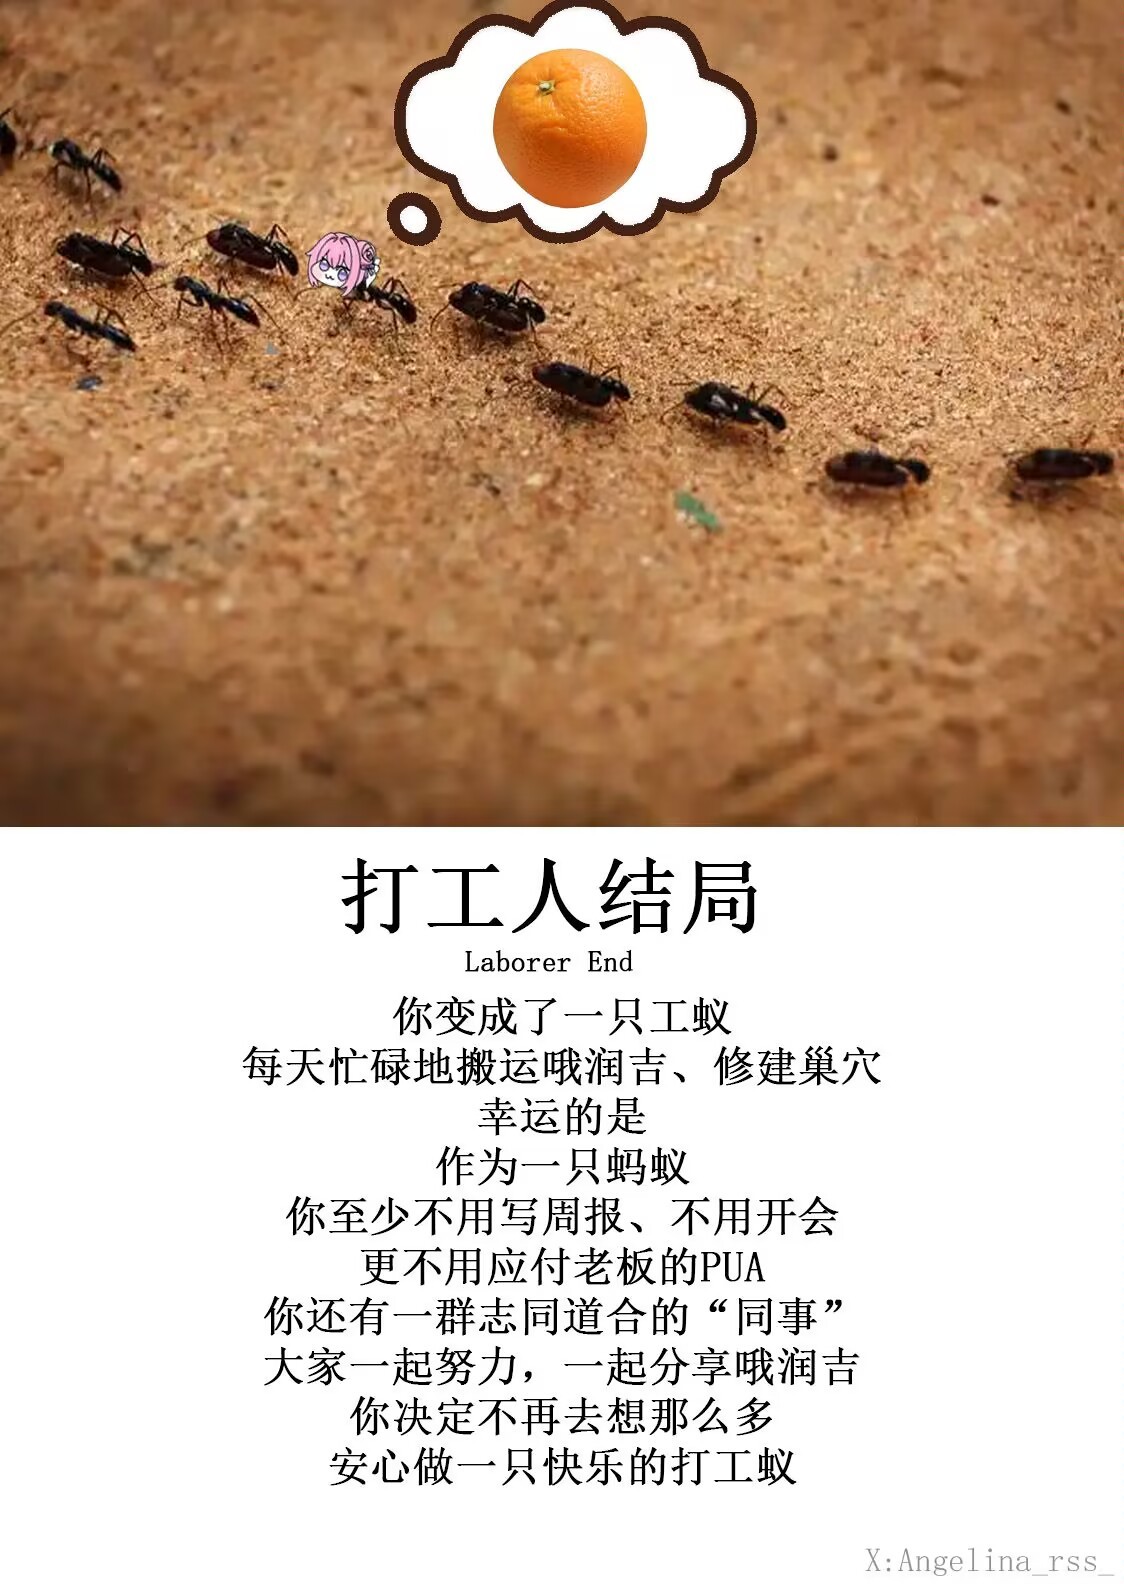 打工人结局
Laborer End
你变成了一只工蚁
每天忙碌地搬运哦润吉、修建巢穴
幸运的是
作为一只蚂蚁
你至少不用写周报、不用开会
更不用应付老板的PUA
你还有一群志同道合的“同事”
大家一起努力，一起分享哦润吉
你决定不再去想那么多
安心做一只快乐的打工蚁
X:Angelina_rss_